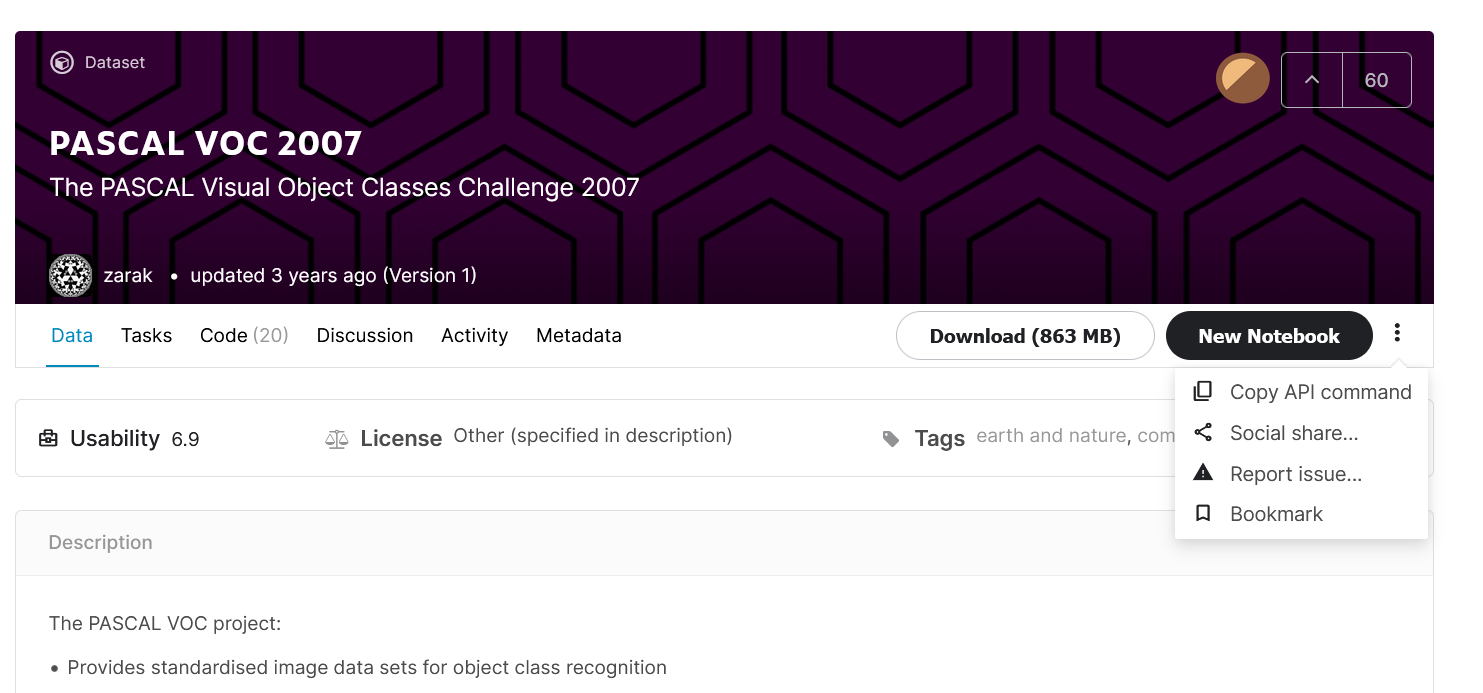 Dataset
60
PASCAL VOC 2007
The PASCAL Visual Object Classes Challenge 2007
zarak • updated 3 years ago (Version 1)
Data Tasks Code (20) Discussion Activity Metadata Download (863 MB) New Notebook
Copy API command
Usability 6.9 License Other (specified in description) Tags earth and nature, com
Social share...
Report issue...
Bookmark
Description
The PASCAL VOC project:
• Provides standardised image data sets for object class recognition